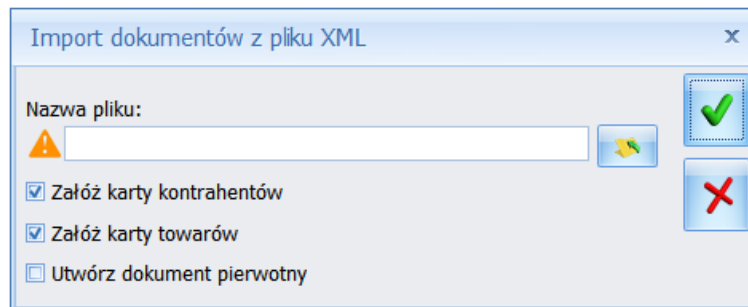 Import dokumentów z pliku XML
Nazwa pliku:
Załóż karty kontrahentów
Załóż karty towarów
Utwórz dokument pierwotny